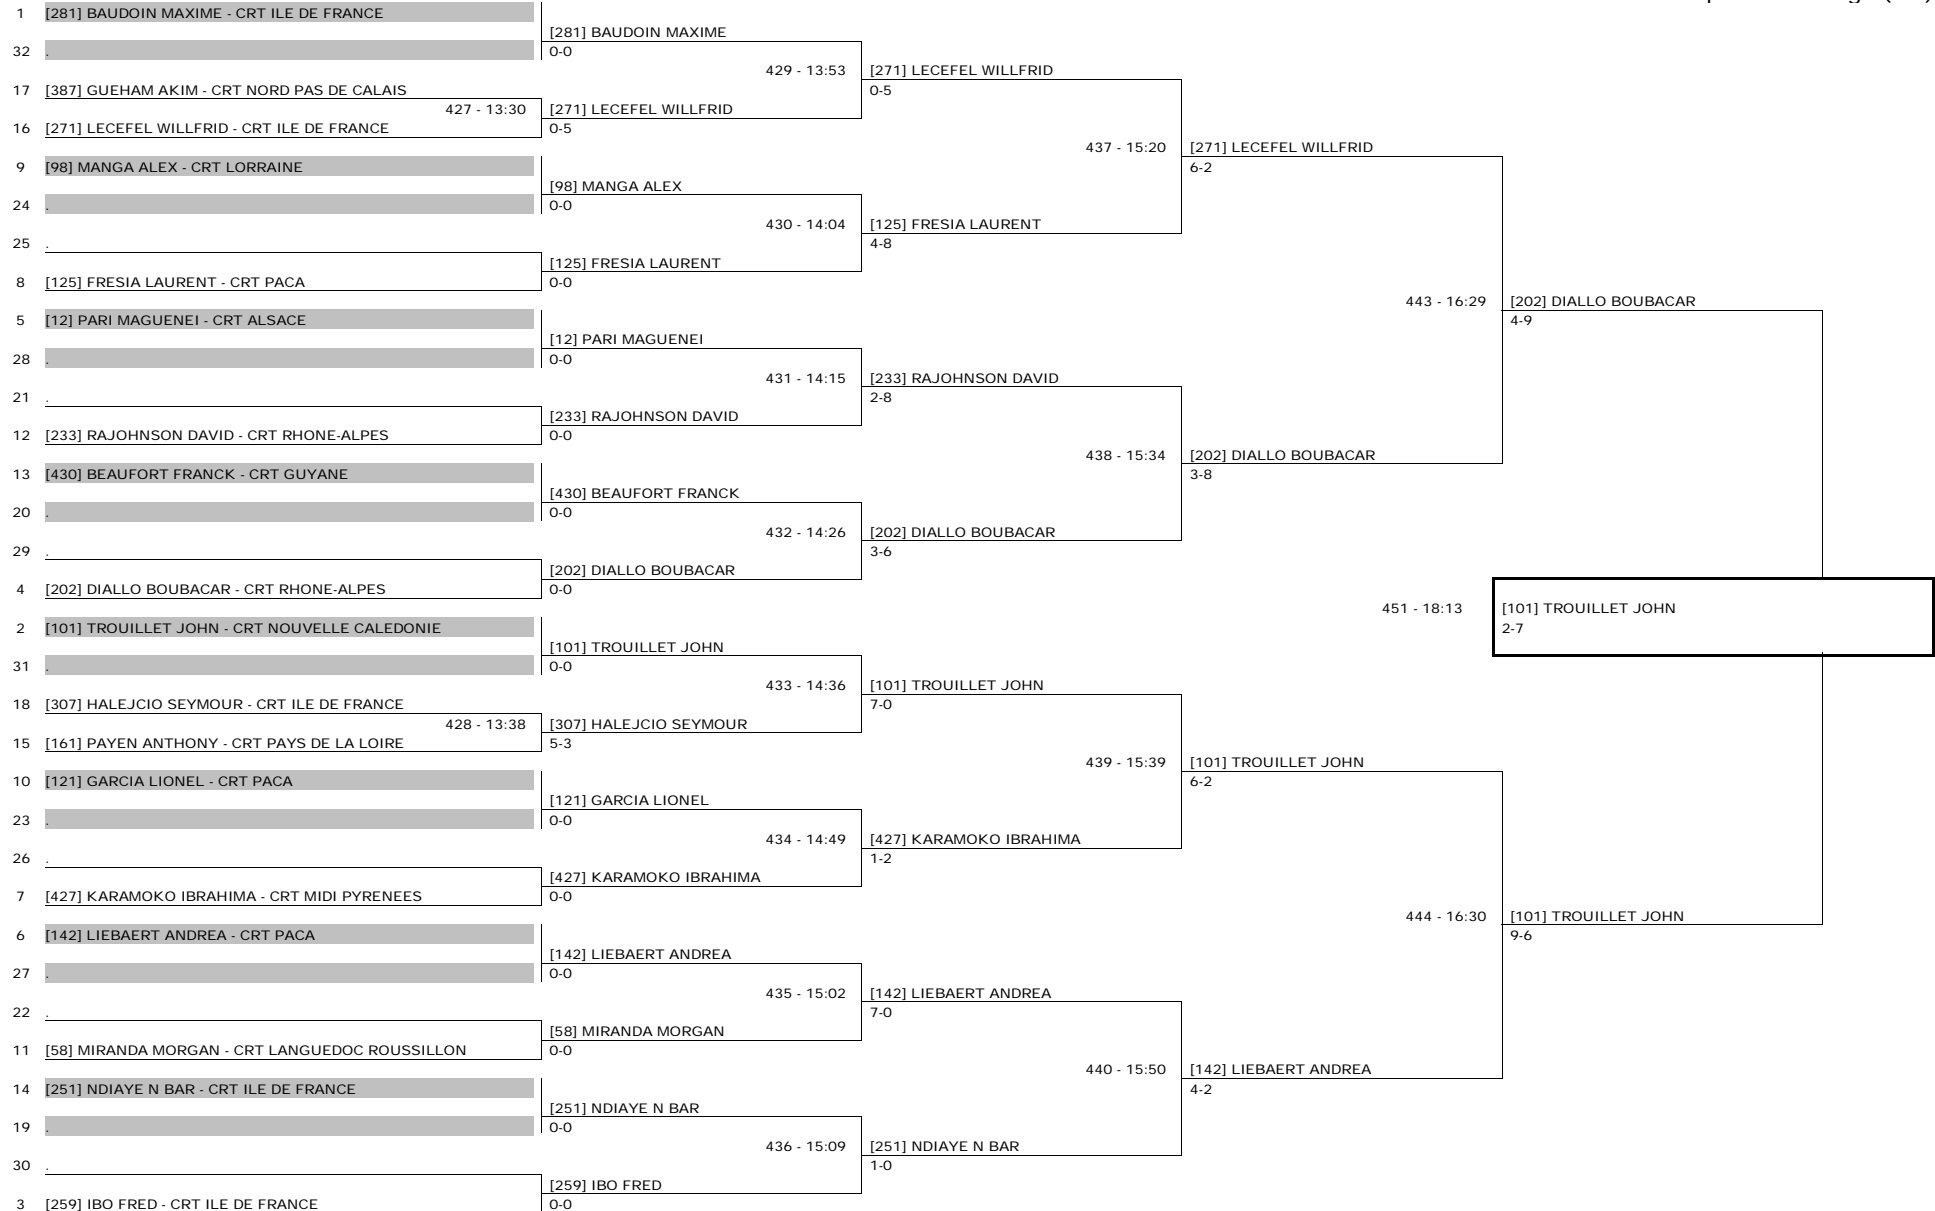 1 [281] BAUDOIN MAXIME - CRT ILE DE FRANCE
[281] BAUDOIN MAXIME
32 . 0-0
429 - 13:53 [271] LECEFEL WILLFRID
17 [387] GUEHAM AKIM - CRT NORD PAS DE CALAIS 0-5
427 - 13:30 [271] LECEFEL WILLFRID
16 [271] LECEFEL WILLFRID - CRT ILE DE FRANCE 0-5
437 - 15:20 [271] LECEFEL WILLFRID
9 [98] MANGA ALEX - CRT LORRAINE 6-2
[98] MANGA ALEX
24 . 0-0
430 - 14:04 [125] FRESIA LAURENT
25 . 4-8
[125] FRESIA LAURENT
8 [125] FRESIA LAURENT - CRT PACA 0-0
443 - 16:29 [202] DIALLO BOUBACAR
5 [12] PARI MAGUENEI - CRT ALSACE 4-9
[12] PARI MAGUENEI
28 . 0-0
431 - 14:15 [233] RAJOHNSON DAVID
21 . 2-8
[233] RAJOHNSON DAVID
12 [233] RAJOHNSON DAVID - CRT RHONE-ALPES 0-0
438 - 15:34 [202] DIALLO BOUBACAR
13 [430] BEAUFORT FRANCK - CRT GUYANE 3-8
[430] BEAUFORT FRANCK
20 . 0-0
432 - 14:26 [202] DIALLO BOUBACAR
29 . 3-6
[202] DIALLO BOUBACAR
4 [202] DIALLO BOUBACAR - CRT RHONE-ALPES 0-0
451 - 18:13 [101] TROUILLET JOHN
2 [101] TROUILLET JOHN - CRT NOUVELLE CALEDONIE 2-7
[101] TROUILLET JOHN
31 . 0-0
433 - 14:36 [101] TROUILLET JOHN
18 [307] HALEJCIO SEYMOUR - CRT ILE DE FRANCE 7-0
428 - 13:38 [307] HALEJCIO SEYMOUR
15 [161] PAYEN ANTHONY - CRT PAYS DE LA LOIRE 5-3
439 - 15:39 [101] TROUILLET JOHN
10 [121] GARCIA LIONEL - CRT PACA 6-2
[121] GARCIA LIONEL
23 . 0-0
434 - 14:49 [427] KARAMOKO IBRAHIMA
26 . 1-2
[427] KARAMOKO IBRAHIMA
7 [427] KARAMOKO IBRAHIMA - CRT MIDI PYRENEES 0-0
444 - 16:30 [101] TROUILLET JOHN
6 [142] LIEBAERT ANDREA - CRT PACA 9-6
[142] LIEBAERT ANDREA
27 . 0-0
435 - 15:02 [142] LIEBAERT ANDREA
22 . 7-0
[58] MIRANDA MORGAN
11 [58] MIRANDA MORGAN - CRT LANGUEDOC ROUSSILLON 0-0
440 - 15:50 [142] LIEBAERT ANDREA
14 [251] NDIAYE N BAR - CRT ILE DE FRANCE 4-2
[251] NDIAYE N BAR
19 . 0-0
436 - 15:09 [251] NDIAYE N BAR
30 . 1-0
[259] IBO FRED
3 [259] IBO FRED - CRT ILE DE FRANCE 0-0